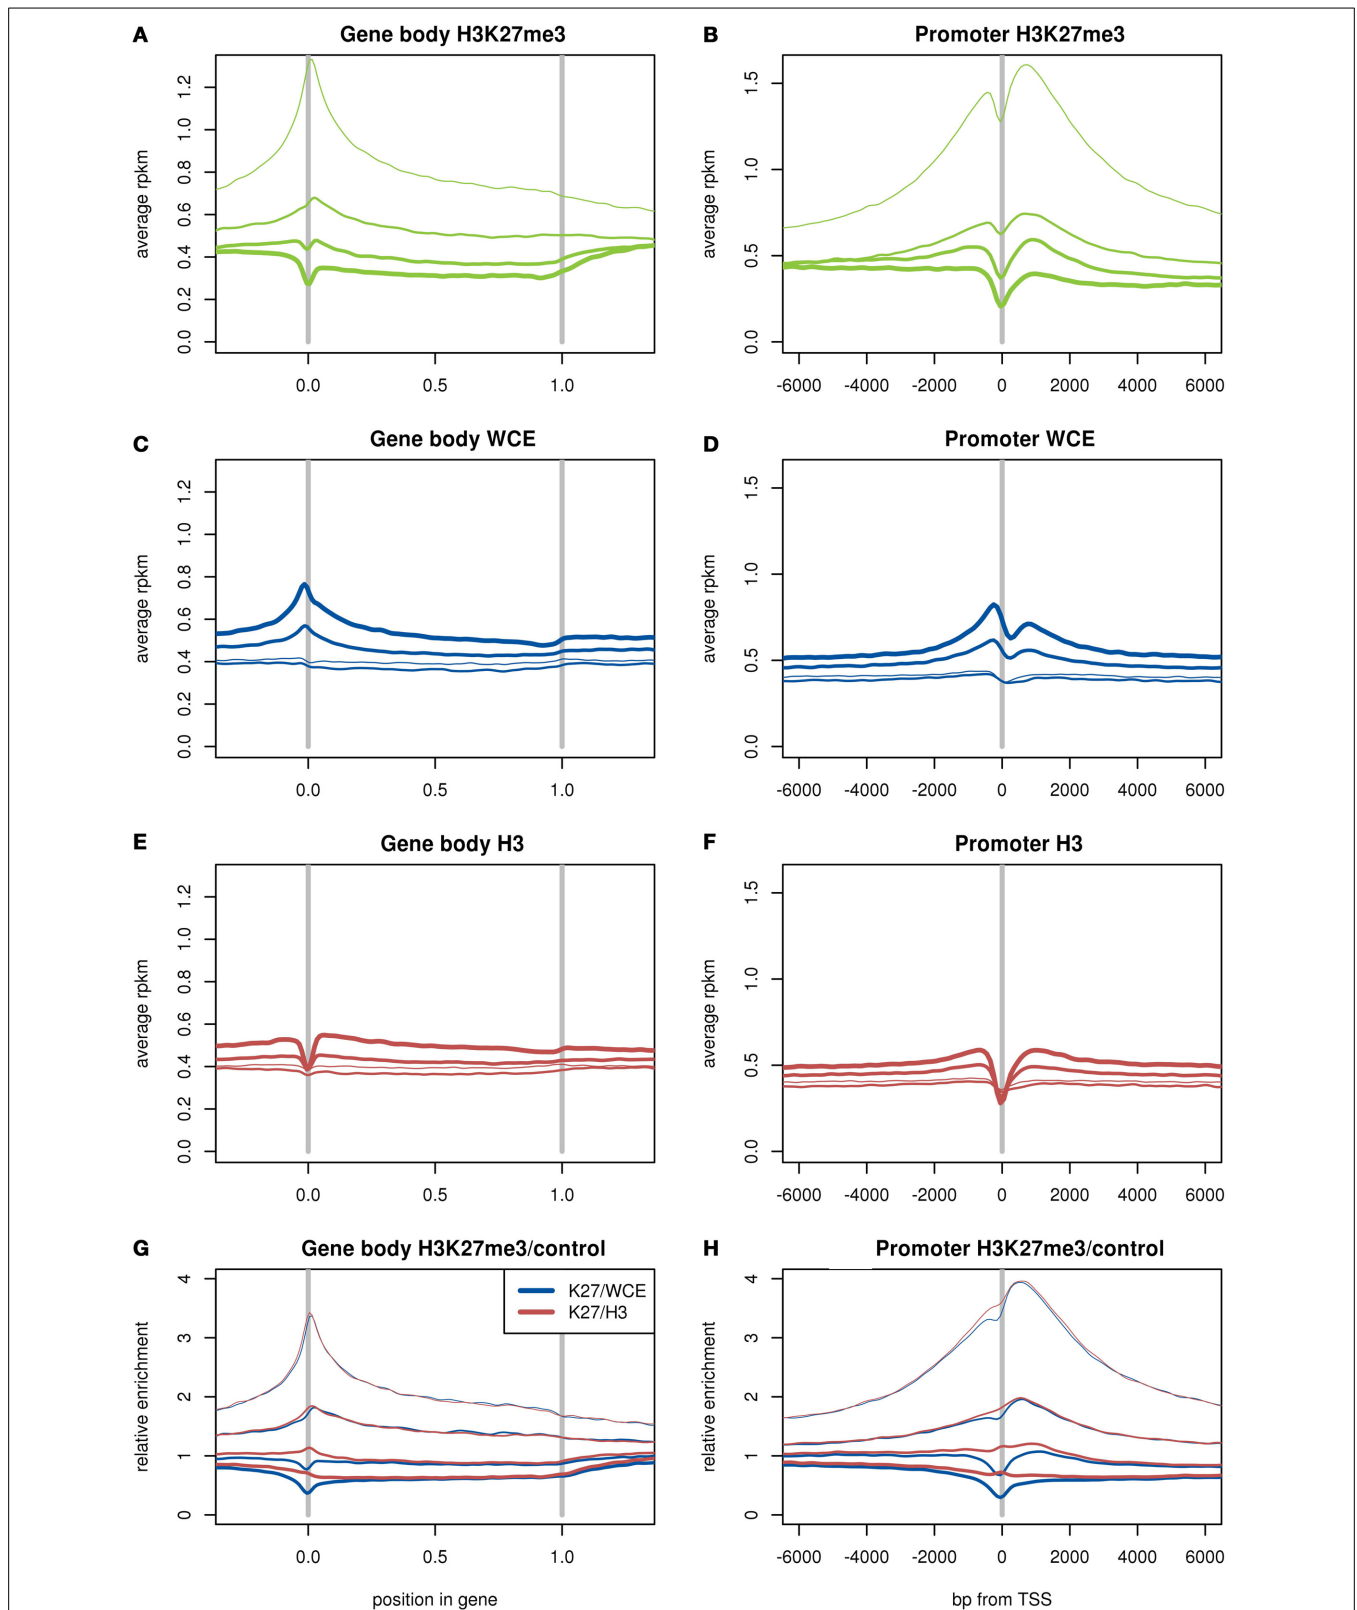 A Gene body H3K27me3
B Promoter H3K27me3
average rpkm
0.0 0.2 0.4 0.6 0.8 1.0 1.2
0.0 0.5 1.0
average rpkm
0.0 0.5 1.0 1.5
-6000 -4000 -2000 0 2000 4000 6000
C Gene body WCE
D Promoter WCE
average rpkm
0.0 0.2 0.4 0.6 0.8 1.0 1.2
0.0 0.5 1.0
average rpkm
0.0 0.5 1.0 1.5
-6000 -4000 -2000 0 2000 4000 6000
E Gene body H3
F Promoter H3
average rpkm
0.0 0.2 0.4 0.6 0.8 1.0 1.2
0.0 0.5 1.0
average rpkm
0.0 0.5 1.0 1.5
-6000 -4000 -2000 0 2000 4000 6000
G Gene body H3K27me3/control
H Promoter H3K27me3/control
relative enrichment
0 1 2 3 4
K27/WCE
K27/H3
0.0 0.5 1.0
position in gene
relative enrichment
0 1 2 3 4
-6000 -4000 -2000 0 2000 4000 6000
bp from TSS